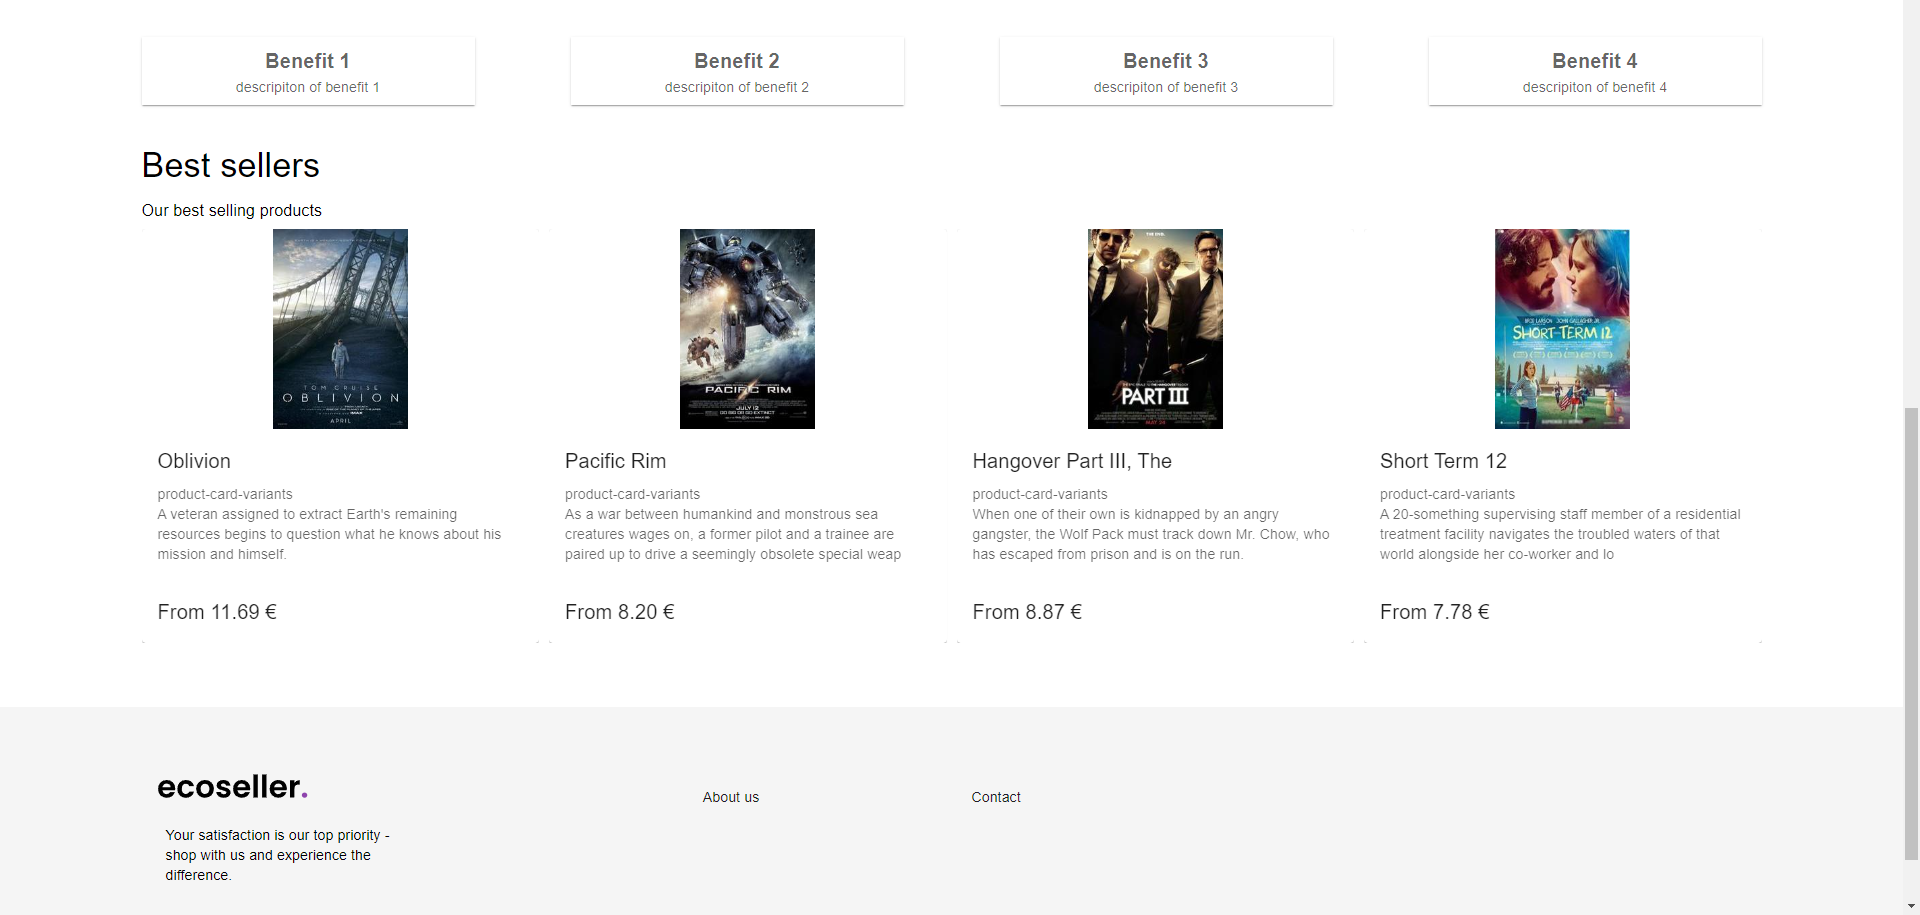 Benefit 1
descripiton of benefit 1
Benefit 2
descripiton of benefit 2
Benefit 3
descripiton of benefit 3
Benefit 4
descripiton of benefit 4
Best sellers
Our best selling products
TOM CRUISE
OBLIVION
APRIL
PACIFIC RIM
JULY 12
PART III
SHORT TERM 12
Oblivion
product-card-variants
A veteran assigned to extract Earth's remaining
resources begins to question what he knows about his
mission and himself.
From 11.69 €
Pacific Rim
product-card-variants
As a war between humankind and monstrous sea
creatures wages on, a former pilot and a trainee are
paired up to drive a seemingly obsolete special weap
From 8.20 €
Hangover Part III, The
product-card-variants
When one of their own is kidnapped by an angry
gangster, the Wolf Pack must track down Mr. Chow, who
has escaped from prison and is on the run.
From 8.87 €
Short Term 12
product-card-variants
A 20-something supervising staff member of a residential
treatment facility navigates the troubled waters of that
world alongside her co-worker and lo
From 7.78 €
ecoseller.
Your satisfaction is our top priority -
shop with us and experience the
difference.
About us
Contact